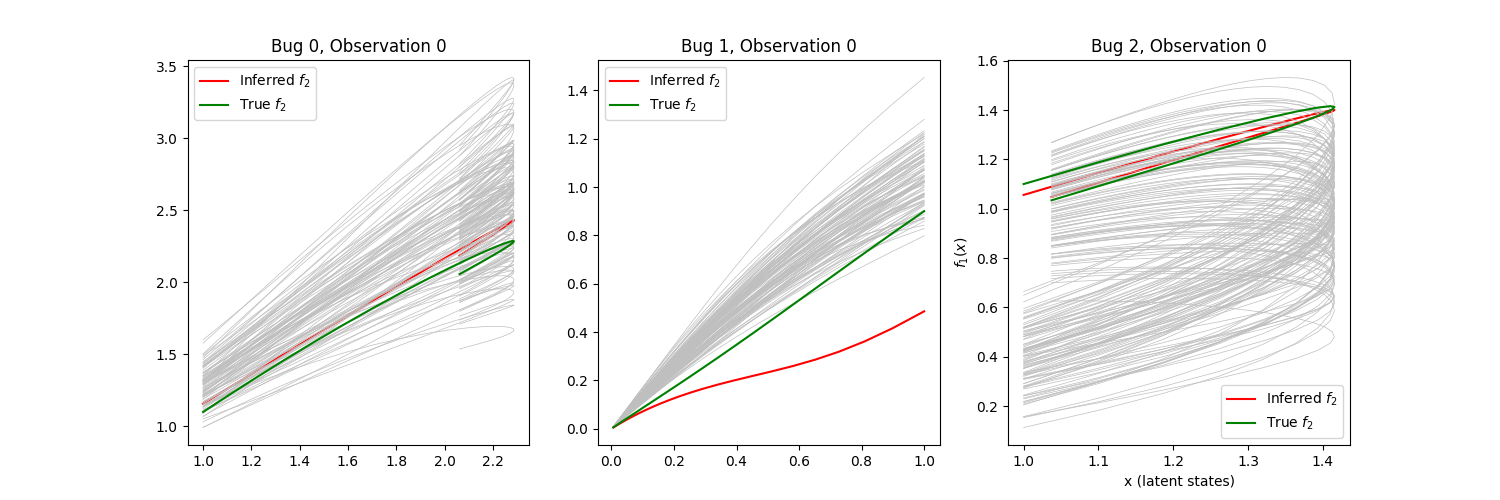 Bug 0, Observation 0
Inferred f₂
True f₂
3.5
3.0
2.5
2.0
1.5
1.0
1.0 1.2 1.4 1.6 1.8 2.0 2.2
Bug 1, Observation 0
Inferred f₂
True f₂
1.4
1.2
1.0
0.8
0.6
0.4
0.2
0.0
0.0 0.2 0.4 0.6 0.8 1.0
Bug 2, Observation 0
1.6
1.4
1.2
1.0
0.8
0.6
0.4
0.2
f₁(x)
Inferred f₂
True f₂
1.0 1.1 1.2 1.3 1.4
x (latent states)